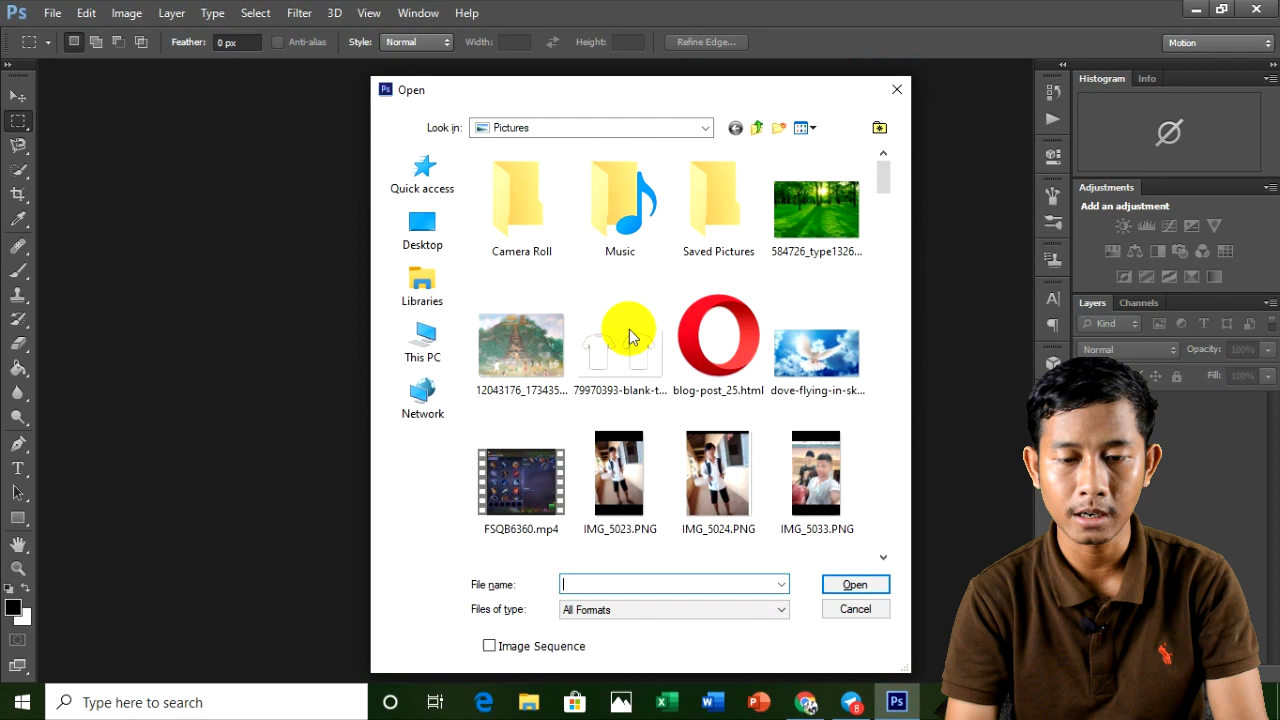 Ps File Edit Image Layer Type Select Filter 3D View Window Help
Feather: 0 px Anti-alias Style: Normal Width: Height: Refine Edge... Motion
Open
Histogram Info
Look in: Pictures
Quick access
Desktop
Libraries
This PC
Network
Camera Roll Music Saved Pictures 584726_type1326...
12043176_173435... 79970393-blank-t... blog-post_25.html dove-flying-in-sk...
FSQB6360.mp4 IMG_5023.PNG IMG_5024.PNG IMG_5033.PNG
File name: Open
Files of type: All Formats Cancel
Image Sequence
Adjustments
Add an adjustment
Layers Channels
Kind
Normal Opacity: 100%
Fill: 100%
Type here to search
8
Ps